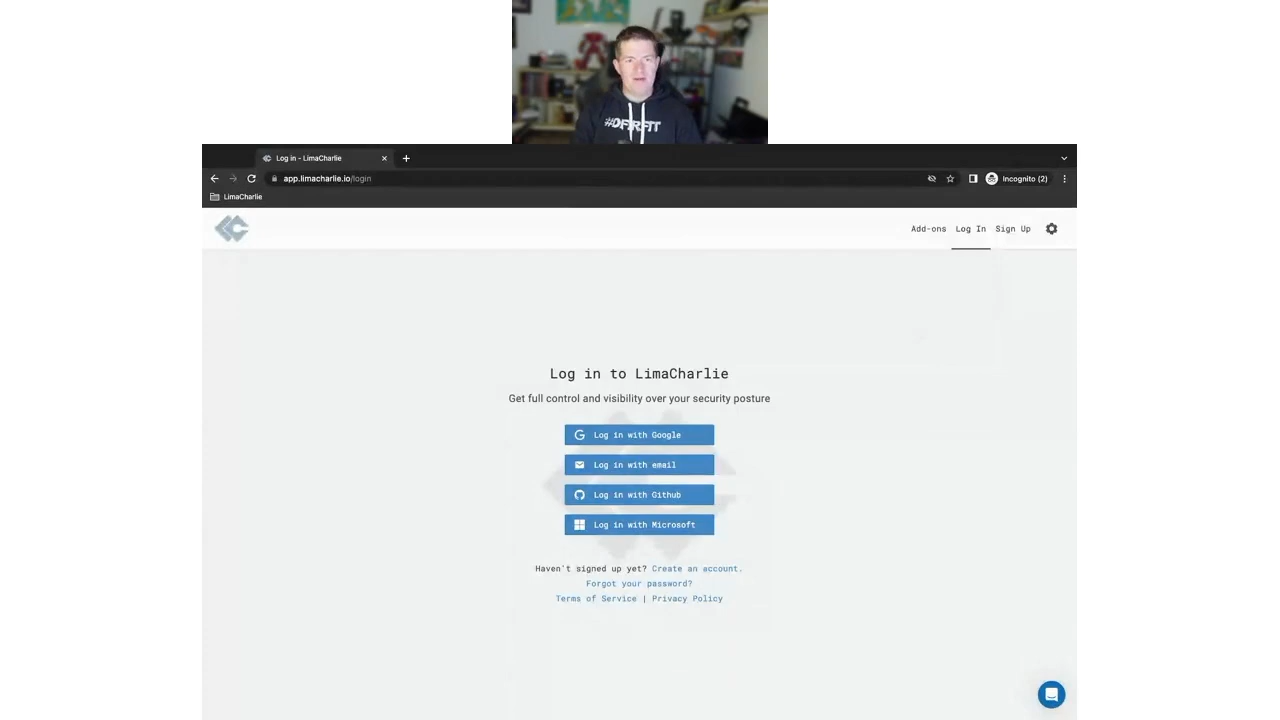 #DFIRFIT
Log in - LimaCharlie
app.limacharlie.io/login
Incognito (2)
LimaCharlie
Add-ons Log In Sign Up
Log in to LimaCharlie
Get full control and visibility over your security posture
Log in with Google
Log in with email
Log in with Github
Log in with Microsoft
Haven't signed up yet? Create an account.
Forgot your password?
Terms of Service | Privacy Policy